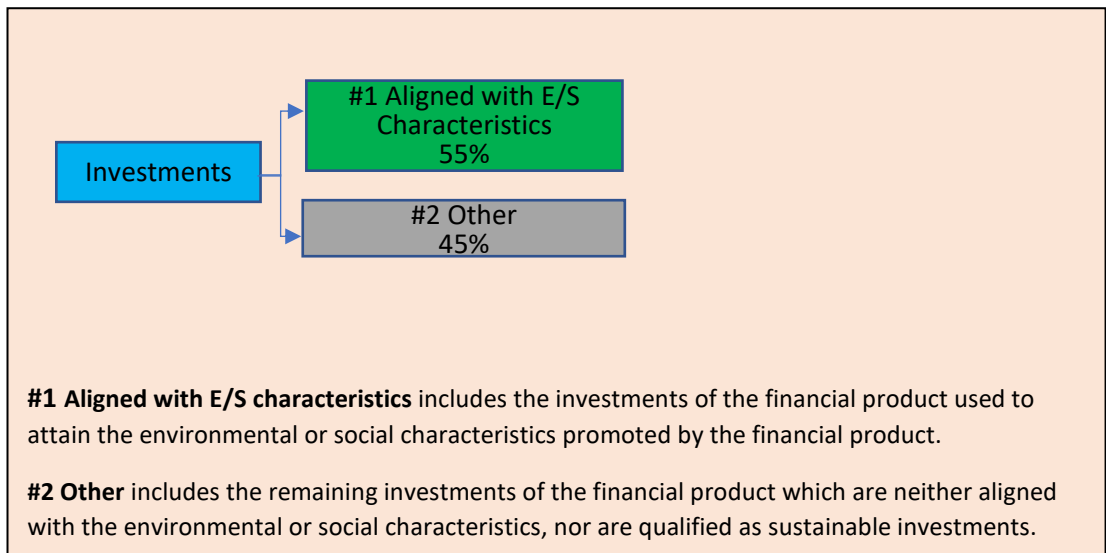 #1 Aligned with E/S
Characteristics
55%
Investments
#2 Other
45%
#1 Aligned with E/S characteristics includes the investments of the financial product used to
attain the environmental or social characteristics promoted by the financial product.
#2 Other includes the remaining investments of the financial product which are neither aligned
with the environmental or social characteristics, nor are qualified as sustainable investments.